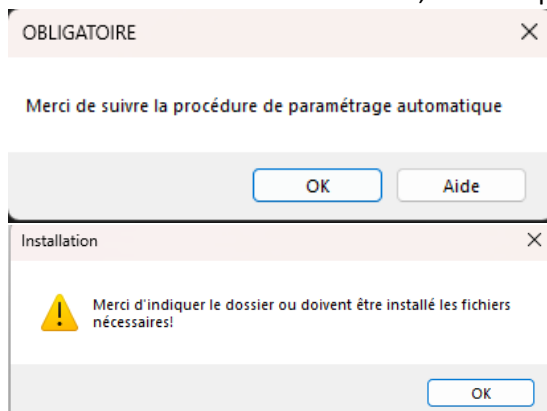 OBLIGATOIRE
Merci de suivre la procédure de paramétrage automatique
OK
Aide
Installation
Merci d'indiquer le dossier ou doivent être installé les fichiers
nécessaires!
OK